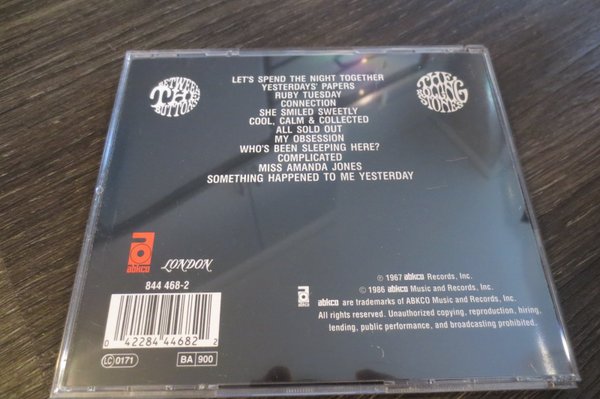 BETWEEN
THE
BUTTONS
THE
ROLLING
STONES
LET'S SPEND THE NIGHT TOGETHER
YESTERDAYS' PAPERS
RUBY TUESDAY
CONNECTION
SHE SMILED SWEETLY
COOL, CALM & COLLECTED
ALL SOLD OUT
MY OBSESSION
WHO'S BEEN SLEEPING HERE?
COMPLICATED
MISS AMANDA JONES
SOMETHING HAPPENED TO ME YESTERDAY
abkco
LONDON
844 468-2
0 42284 44682 2
LC 0171
BA 900
℗ 1967 abkco Records, Inc.
© 1986 abkco Music and Records, Inc.
abkco abkco are trademarks of ABKCO Music and Records, Inc.
All rights reserved. Unauthorized copying, reproduction, hiring,
lending, public performance, and broadcasting prohibited.